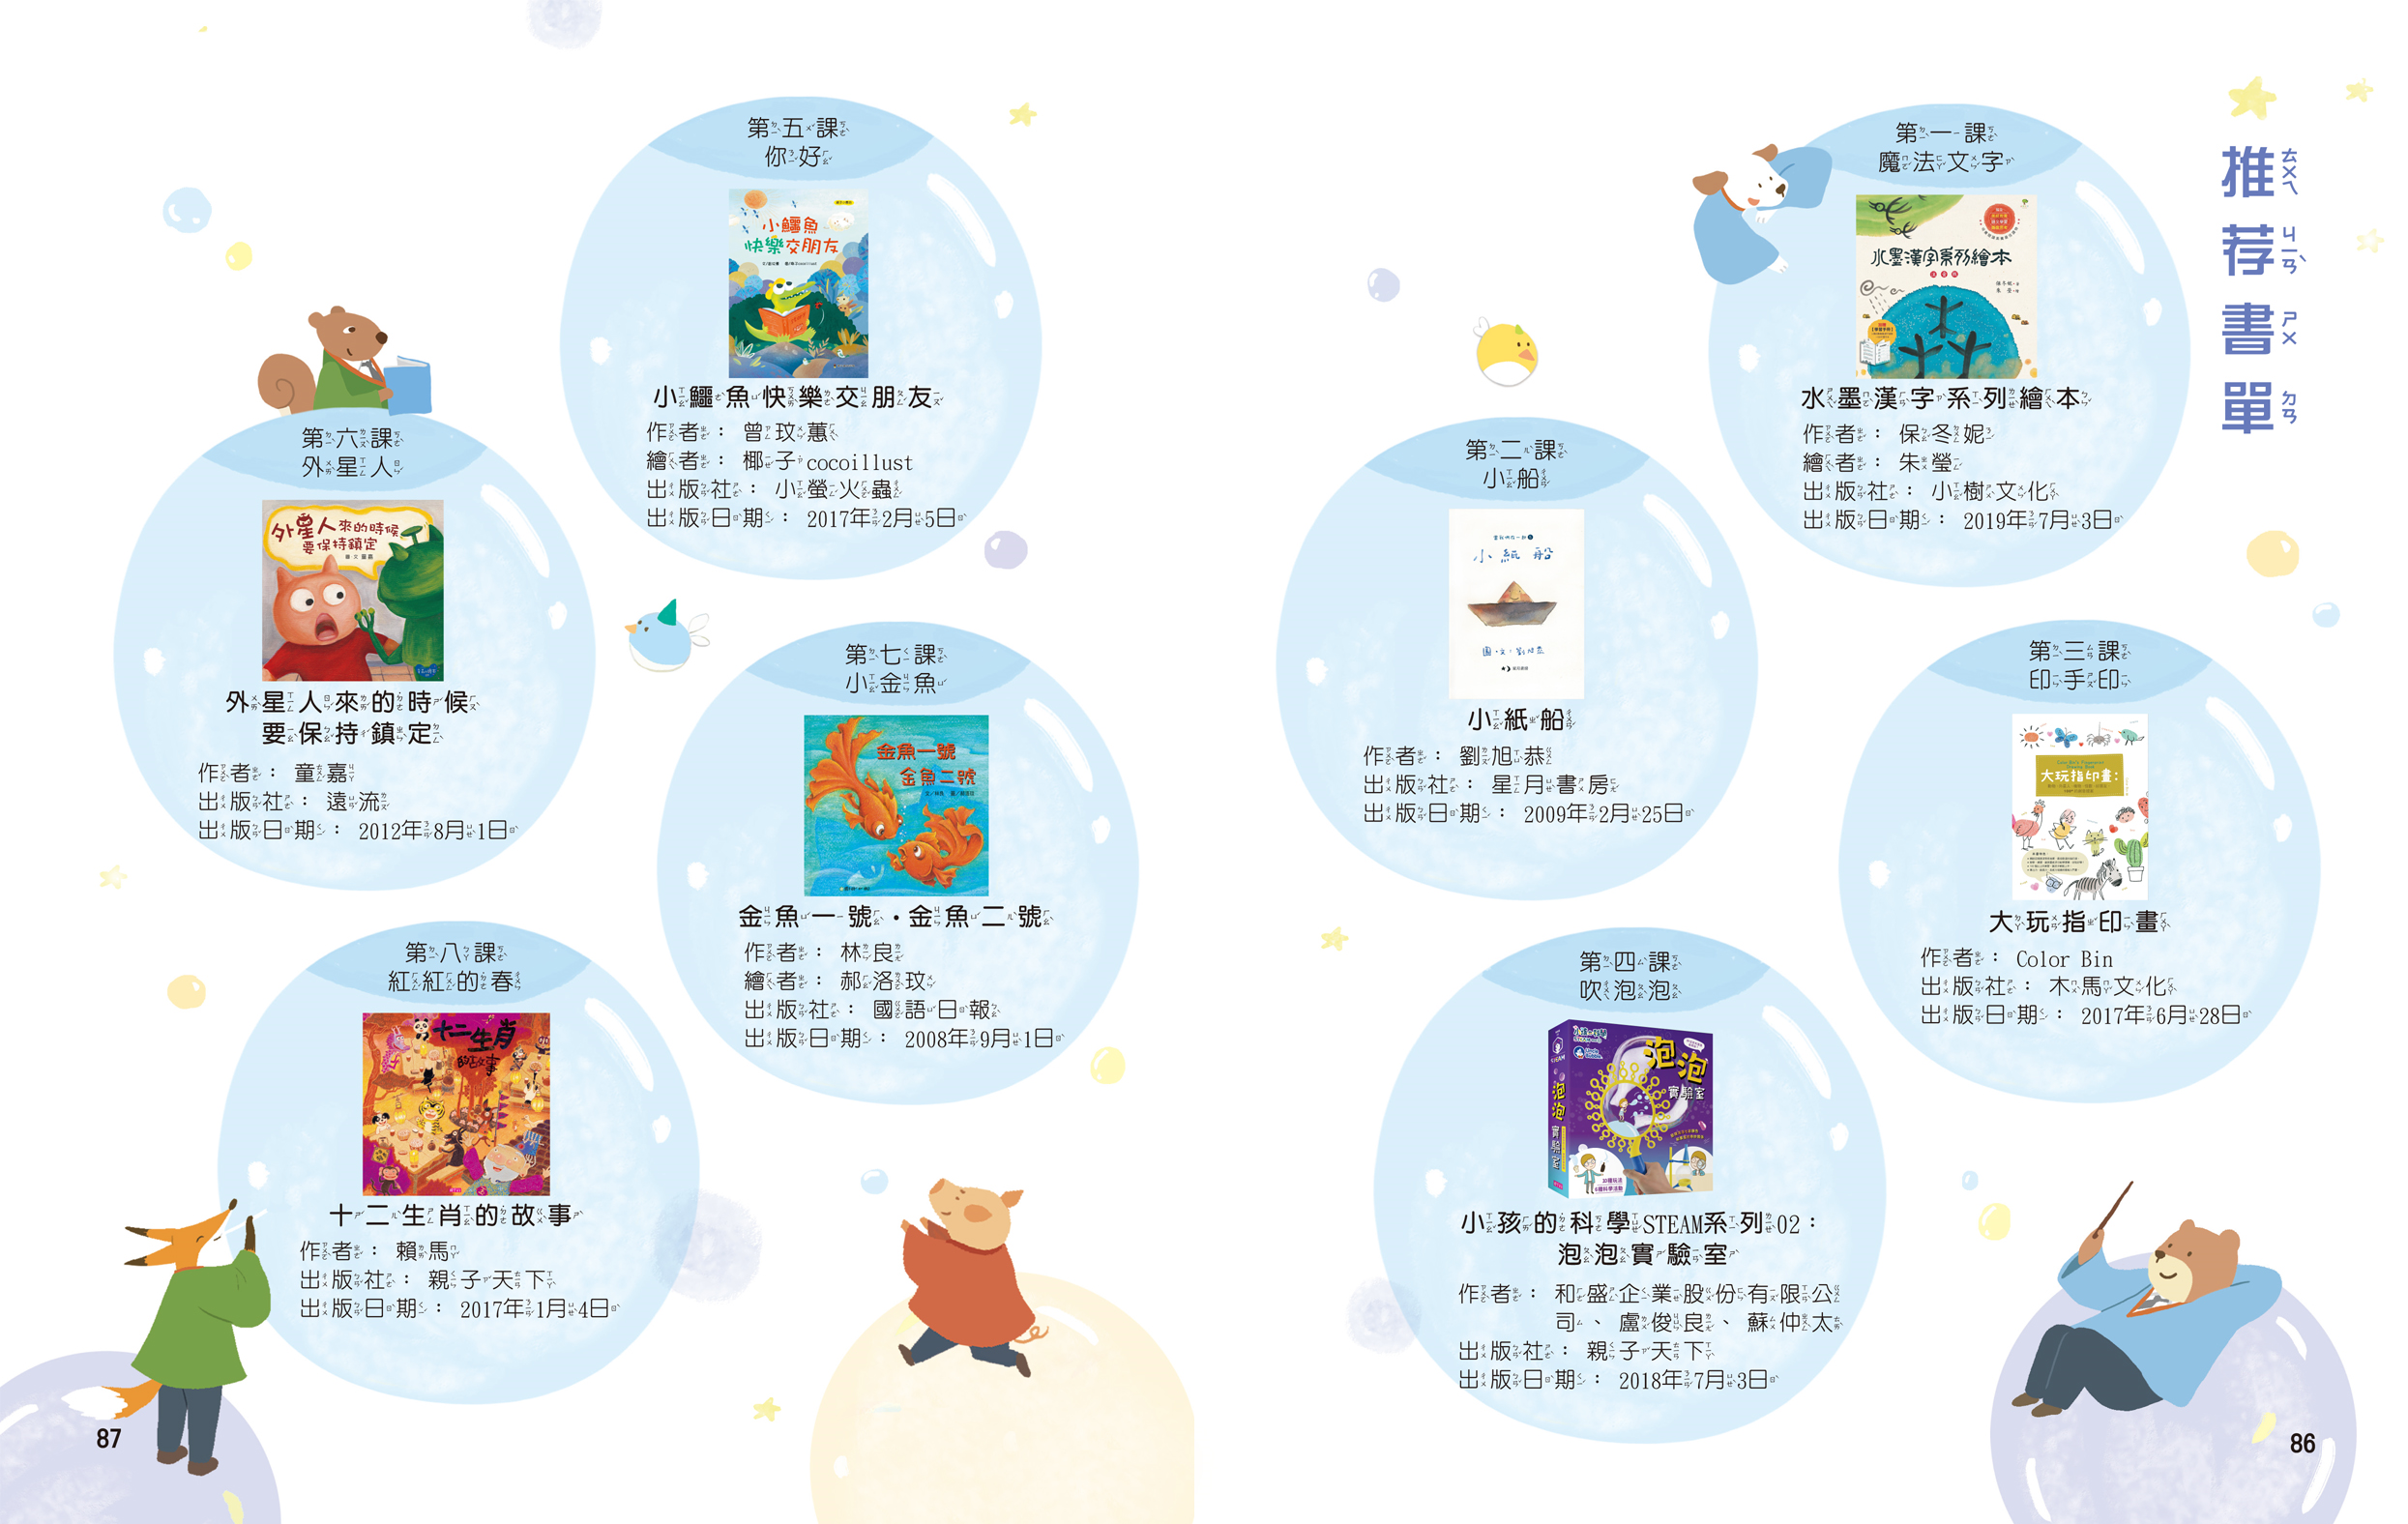 推荐書單
第一課
魔法文字
水墨漢字系列繪本
水墨漢字系列繪本
作者：保冬妮
繪者：朱瑩
出版社：小樹文化
出版日期：2019年7月3日
第二課
小船
小紙船
圖．文／劉旭恭
小紙船
作者：劉旭恭
出版社：星月書房
出版日期：2009年2月25日
第三課
印手印
大玩指印畫：
大玩指印畫
作者：Color Bin
出版社：木馬文化
出版日期：2017年6月28日
第四課
吹泡泡
泡泡
實驗室
泡泡實驗室
小孩的科學STEAM系列02：
泡泡實驗室
作者：和盛企業股份有限公
司、盧俊良、蘇仲太
出版社：親子天下
出版日期：2018年7月3日
86
第五課
你好
小鱷魚
快樂交朋友
小鱷魚快樂交朋友
作者：曾玟蕙
繪者：椰子cocoillust
出版社：小螢火蟲
出版日期：2017年2月5日
第六課
外星人
外星人來的時候
要保持鎮定
圖．文 童嘉
外星人來的時候
要保持鎮定
作者：童嘉
出版社：遠流
出版日期：2012年8月1日
第七課
小金魚
金魚一號
金魚二號
金魚一號・金魚二號
作者：林良
繪者：郝洛玟
出版社：國語日報
出版日期：2008年9月1日
第八課
紅紅的春
十二生肖
的故事
十二生肖的故事
作者：賴馬
出版社：親子天下
出版日期：2017年1月4日
87